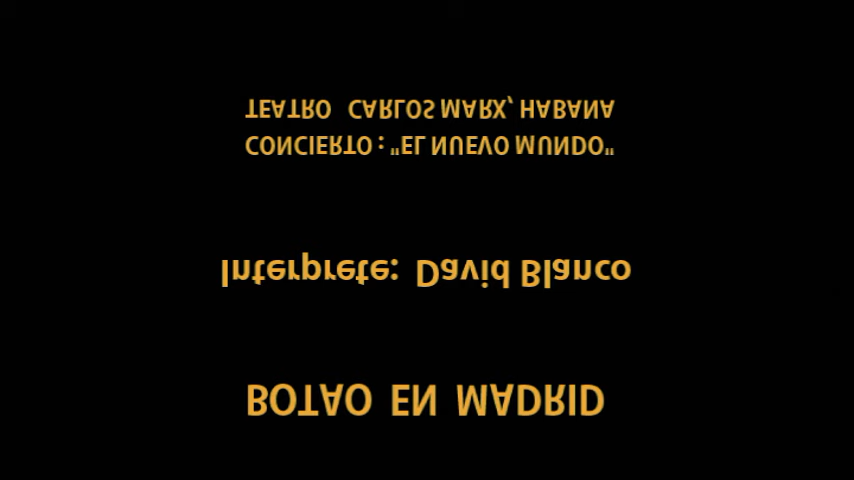 BOTAO EN MADRID
Interprete: David Blanco
CONCIERTO: "EL NUEVO MUNDO"
TEATRO CARLOS MARX, HABANA